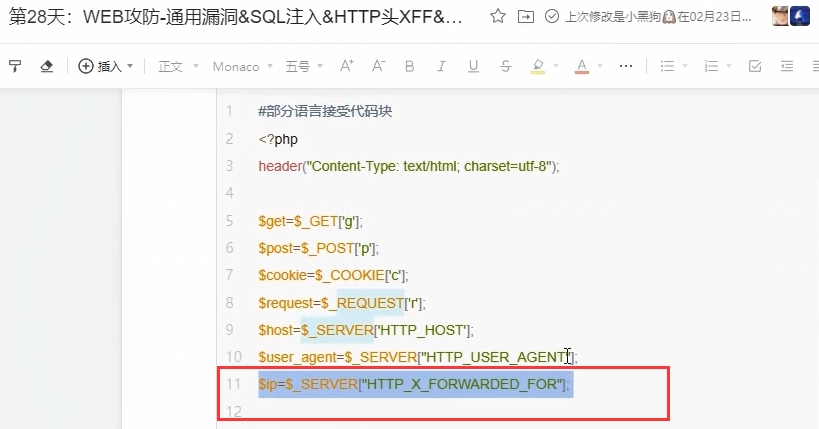 第28天：WEB攻防-通用漏洞&SQL注入&HTTP头XFF&... 上次修改是小黑狗在02月23日...
插入 正文 Monaco 五号 A⁺ A⁻ B I U S A ...
1 #部分语言接受代码块
2 <?php
3 header("Content-Type: text/html; charset=utf-8");
4
5 $get=$_GET['g'];
6 $post=$_POST['p'];
7 $cookie=$_COOKIE['c'];
8 $request=$_REQUEST['r'];
9 $host=$_SERVER['HTTP_HOST'];
10 $user_agent=$_SERVER["HTTP_USER_AGENT"];
11 $ip=$_SERVER["HTTP_X_FORWARDED_FOR"];
12